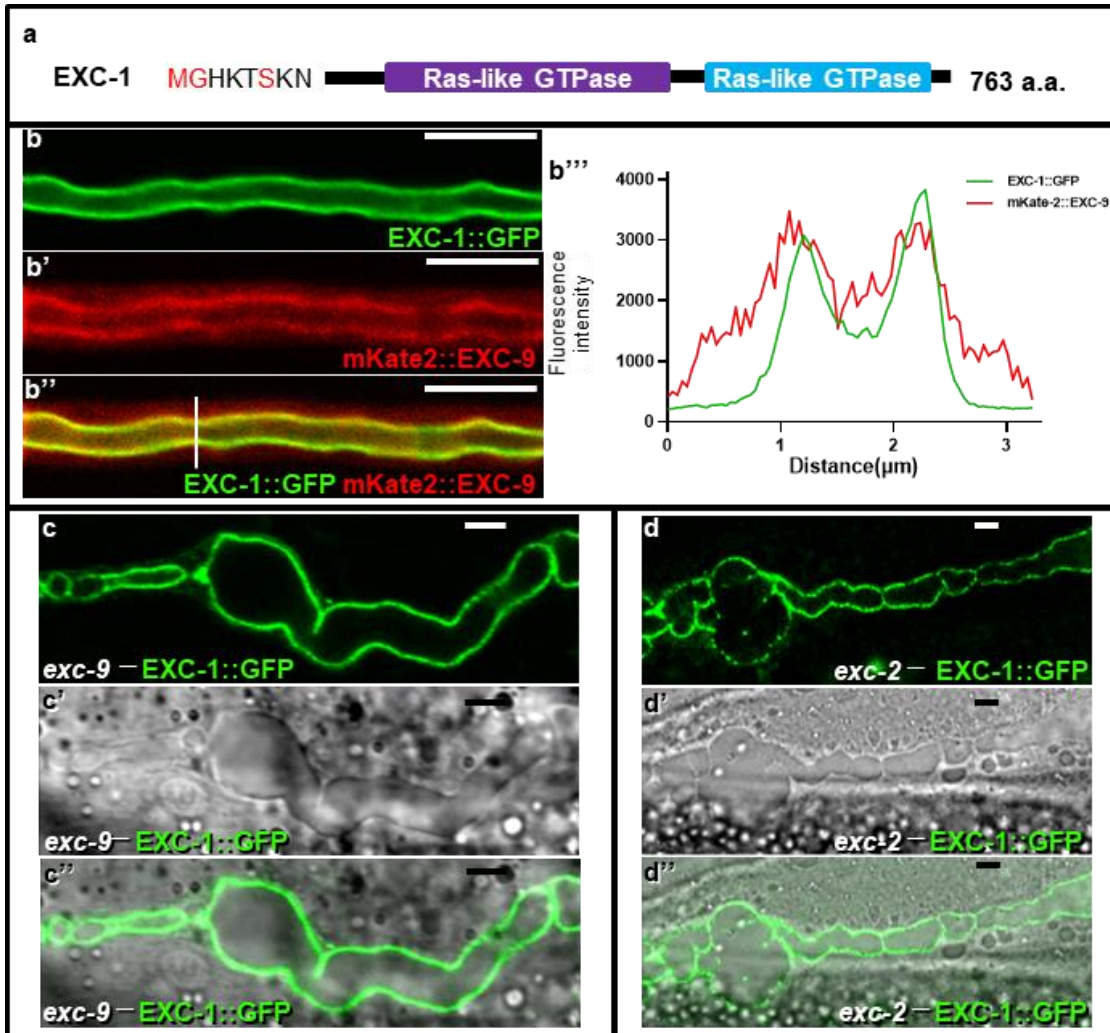 a
EXC-1 MGHKTSKN Ras-like GTPase Ras-like GTPase 763 a.a.
b
EXC-1::GFP
b'
mKate2::EXC-9
b''
EXC-1::GFP mKate2::EXC-9
b'''
EXC-1::GFP
mKate-2::EXC-9
Fluorescence
intensity
4000
3000
2000
1000
0
0 1 2 3
Distance(µm)
c
exc-9 – EXC-1::GFP
c'
exc-9 – EXC-1::GFP
c''
exc-9 – EXC-1::GFP
d
exc-2 – EXC-1::GFP
d'
exc-2 – EXC-1::GFP
d''
exc-2 – EXC-1::GFP